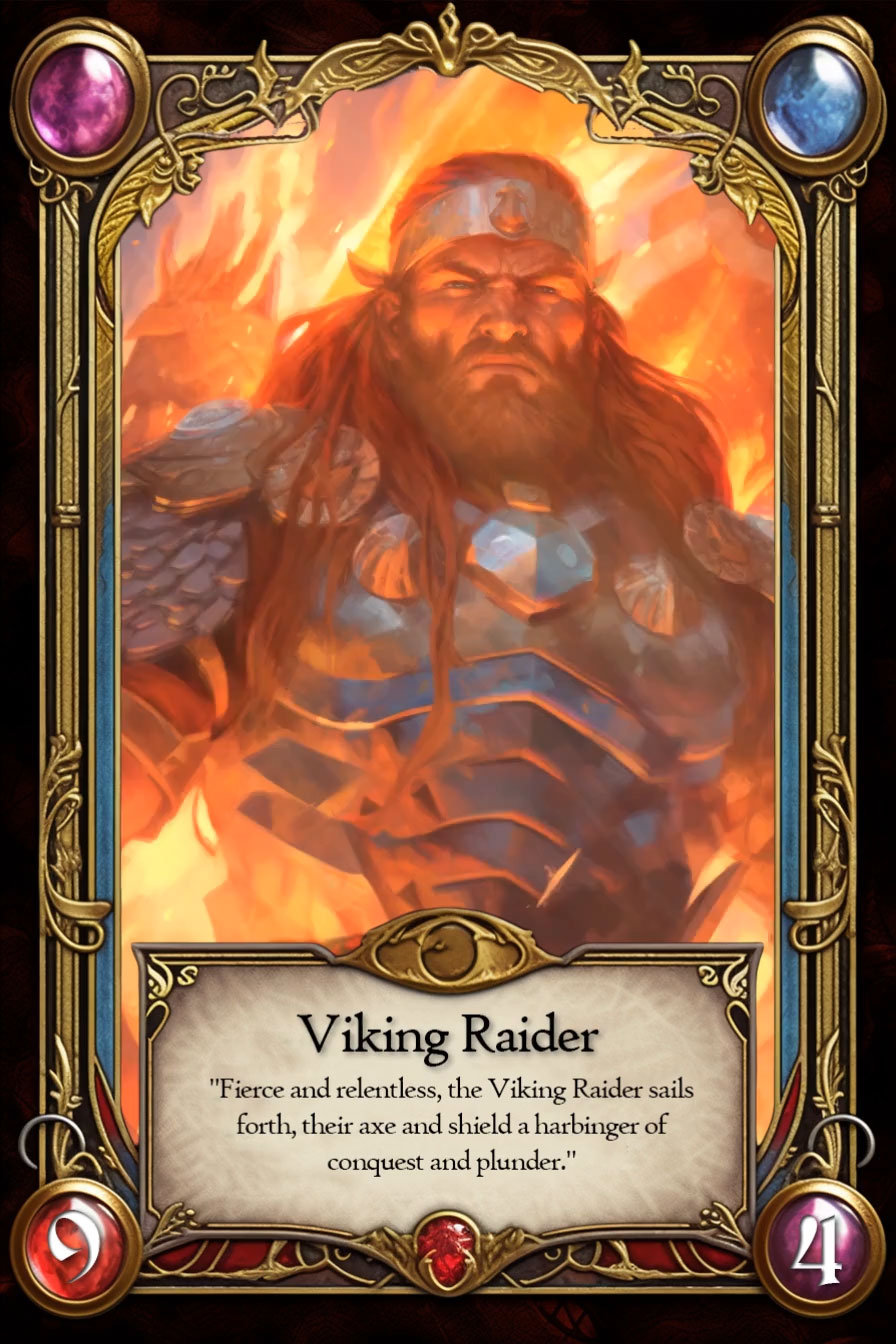 Viking Raider
"Fierce and relentless, the Viking Raider sails
forth, their axe and shield a harbinger of
conquest and plunder."
9
4